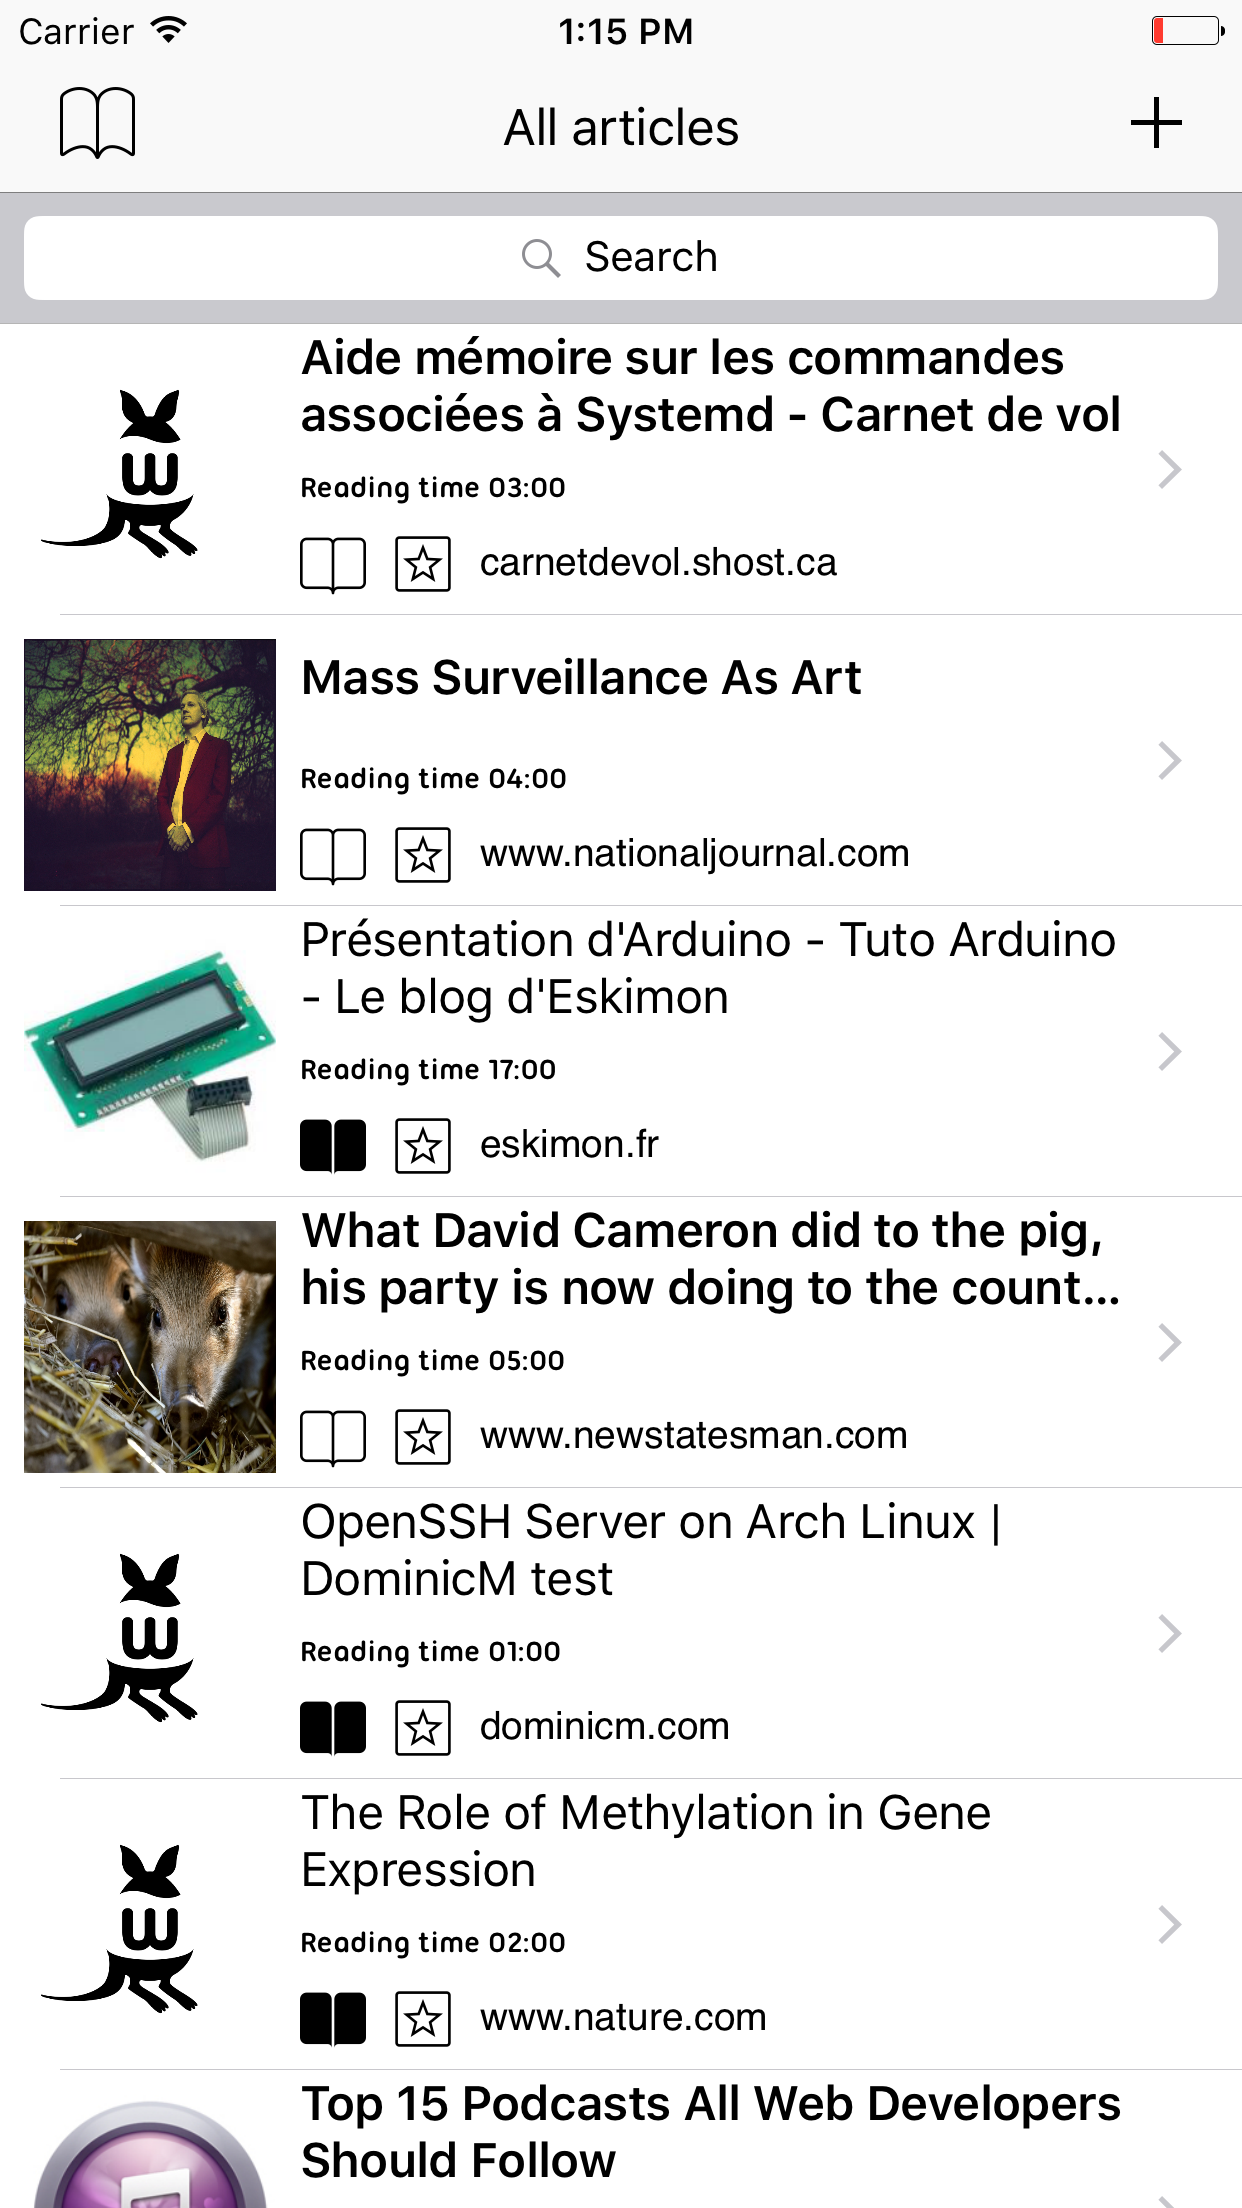 Carrier
1:15 PM
All articles
Search
Aide mémoire sur les commandes
associées à Systemd - Carnet de vol
Reading time 03:00
carnetdevol.shost.ca
Mass Surveillance As Art
Reading time 04:00
www.nationaljournal.com
Présentation d'Arduino - Tuto Arduino
- Le blog d'Eskimon
Reading time 17:00
eskimon.fr
What David Cameron did to the pig,
his party is now doing to the count...
Reading time 05:00
www.newstatesman.com
OpenSSH Server on Arch Linux |
DominicM test
Reading time 01:00
dominicm.com
The Role of Methylation in Gene
Expression
Reading time 02:00
www.nature.com
Top 15 Podcasts All Web Developers
Should Follow